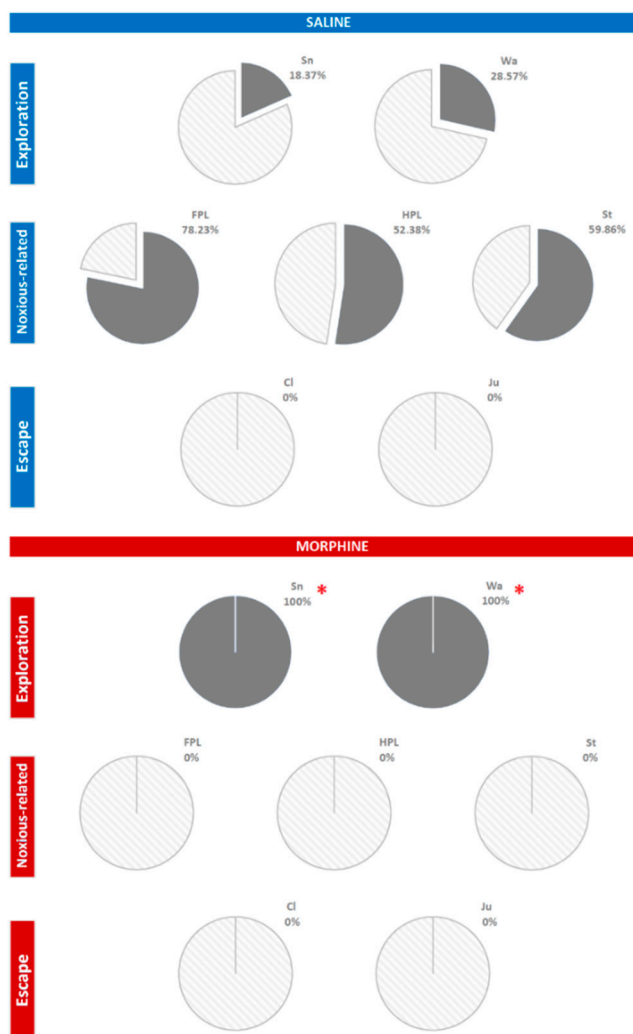 SALINE
Exploration
Sn
18.37%
Wa
28.57%
Noxious-related
FPL
78.23%
HPL
52.38%
St
59.86%
Escape
Cl
0%
Ju
0%
MORPHINE
Exploration
Sn *
100%
Wa *
100%
Noxious-related
FPL
0%
HPL
0%
St
0%
Escape
Cl
0%
Ju
0%